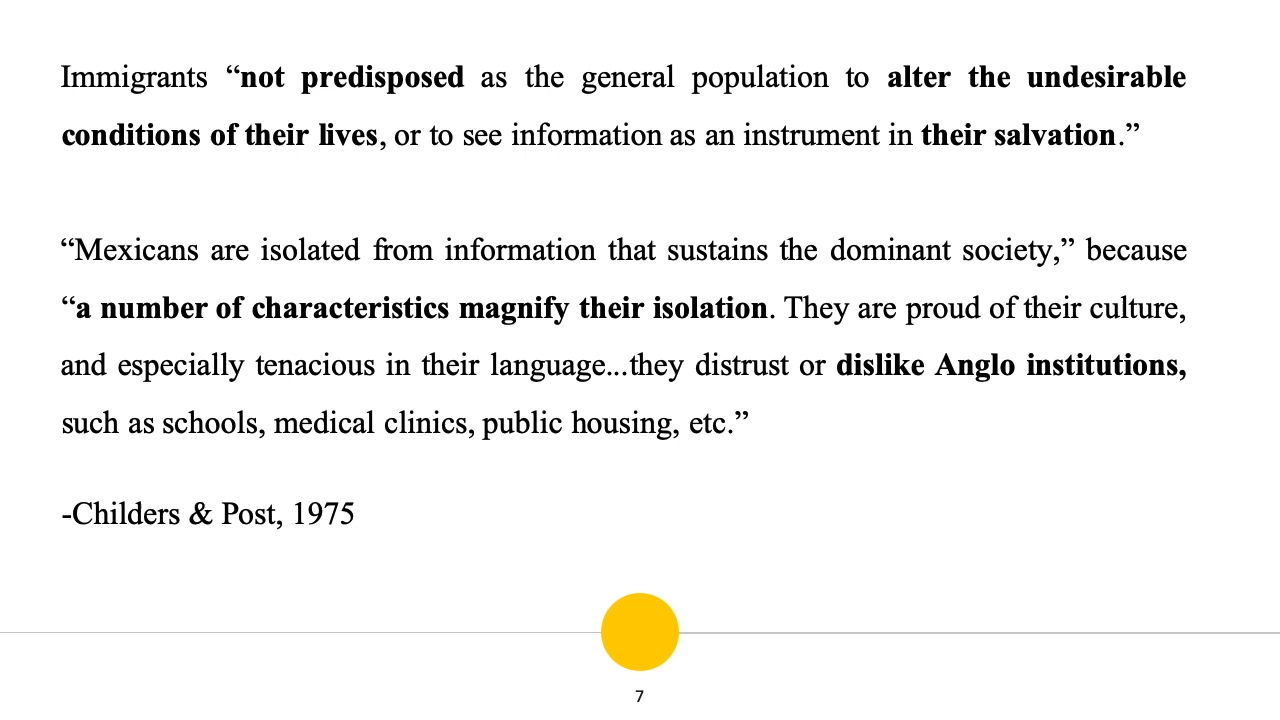 Immigrants “not predisposed as the general population to alter the undesirable
conditions of their lives, or to see information as an instrument in their salvation.”
“Mexicans are isolated from information that sustains the dominant society,” because
“a number of characteristics magnify their isolation. They are proud of their culture,
and especially tenacious in their language...they distrust or dislike Anglo institutions,
such as schools, medical clinics, public housing, etc.”
-Childers & Post, 1975
7